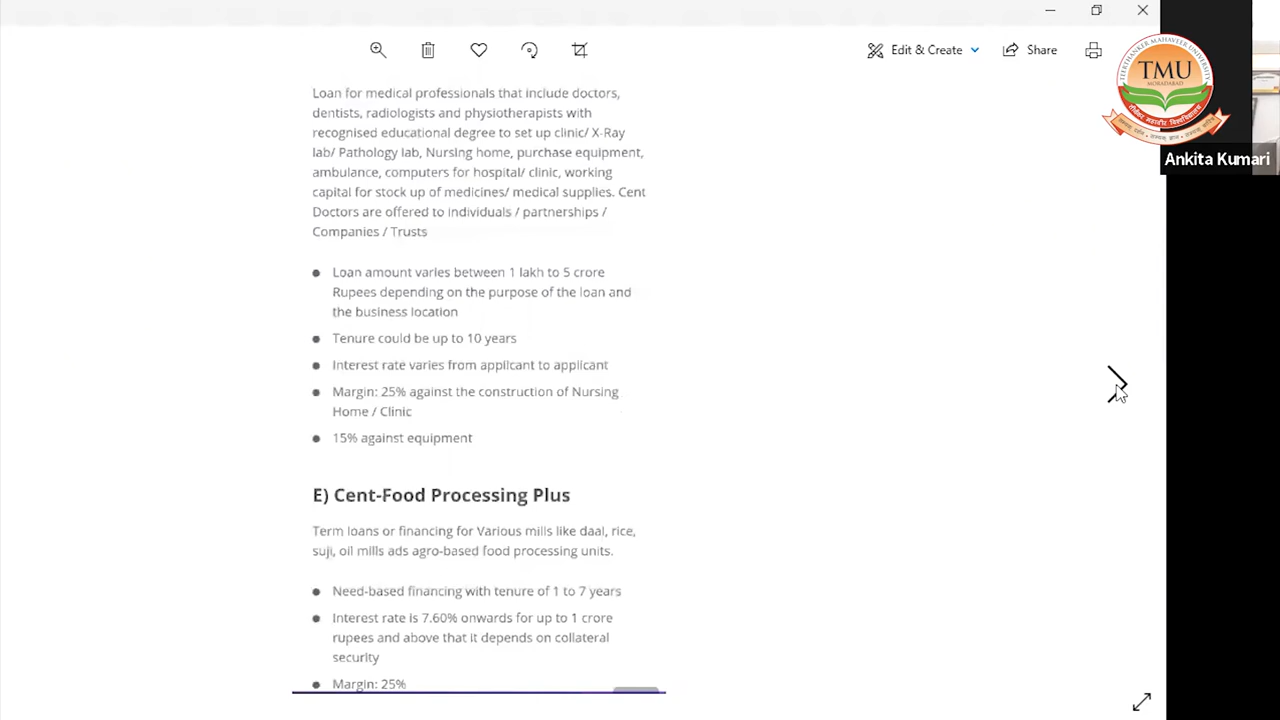 Edit & Create
Share
TEERTHANKER MAHAVEER UNIVERSITY
TMU
MORADABAD
Ankita Kumari
Loan for medical professionals that include doctors,
dentists, radiologists and physiotherapists with
recognised educational degree to set up clinic/ X-Ray
lab/ Pathology lab, Nursing home, purchase equipment,
ambulance, computers for hospital/ clinic, working
capital for stock up of medicines/ medical supplies. Cent
Doctors are offered to individuals / partnerships /
Companies / Trusts
Loan amount varies between 1 lakh to 5 crore
Rupees depending on the purpose of the loan and
the business location
Tenure could be up to 10 years
Interest rate varies from applicant to applicant
Margin: 25% against the construction of Nursing
Home / Clinic
15% against equipment
E) Cent-Food Processing Plus
Term loans or financing for Various mills like daal, rice,
suji, oil mills ads agro-based food processing units.
Need-based financing with tenure of 1 to 7 years
Interest rate is 7.60% onwards for up to 1 crore
rupees and above that it depends on collateral
security
Margin: 25%